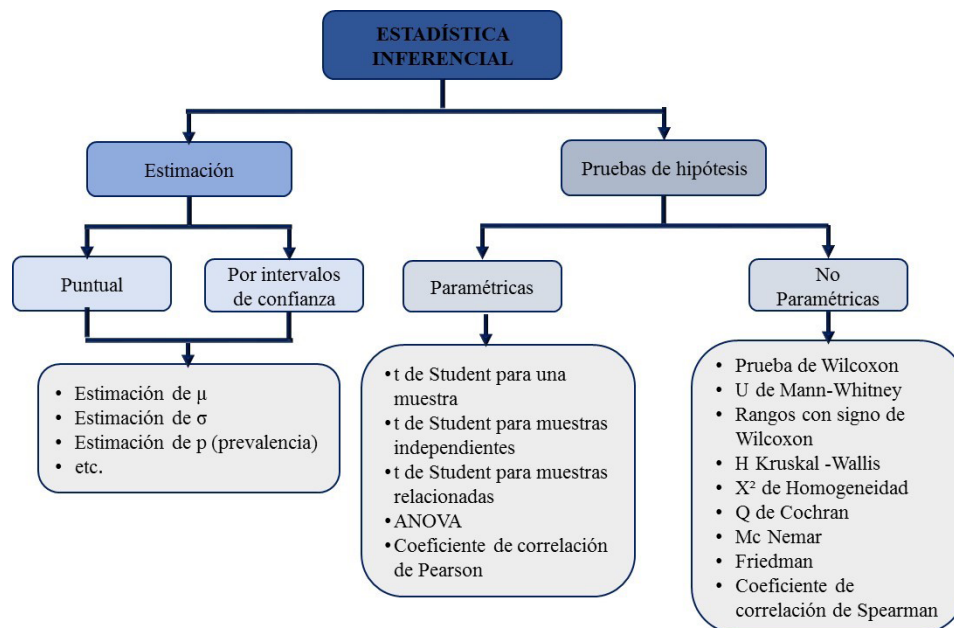 ESTADÍSTICA
INFERENCIAL
Estimación
Pruebas de hipótesis
Puntual
Por intervalos
de confianza
Paramétricas
No
Paramétricas
• Estimación de μ
• Estimación de σ
• Estimación de p (prevalencia)
• etc.
• t de Student para una
muestra
• t de Student para muestras
independientes
• t de Student para muestras
relacionadas
• ANOVA
• Coeficiente de correlación
de Pearson
• Prueba de Wilcoxon
• U de Mann-Whitney
• Rangos con signo de
Wilcoxon
• H Kruskal -Wallis
• X² de Homogeneidad
• Q de Cochran
• Mc Nemar
• Friedman
• Coeficiente de
correlación de Spearman